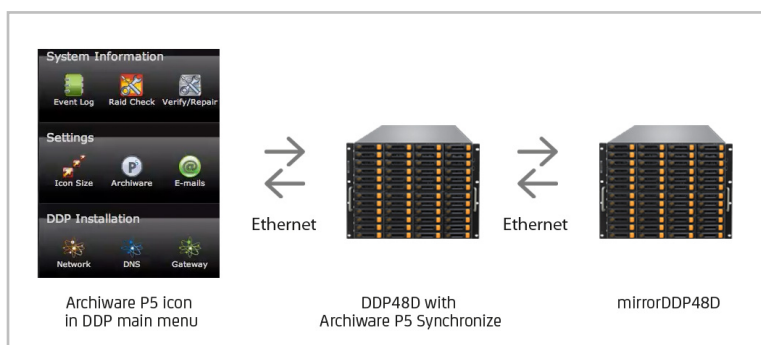 System Information
Event Log Raid Check Verify/Repair
Settings
Icon Size Archiware E-mails
DDP Installation
Network DNS Gateway
Ethernet
Ethernet
Archiware P5 icon
in DDP main menu
DDP48D with
Archiware P5 Synchronize
mirrorDDP48D